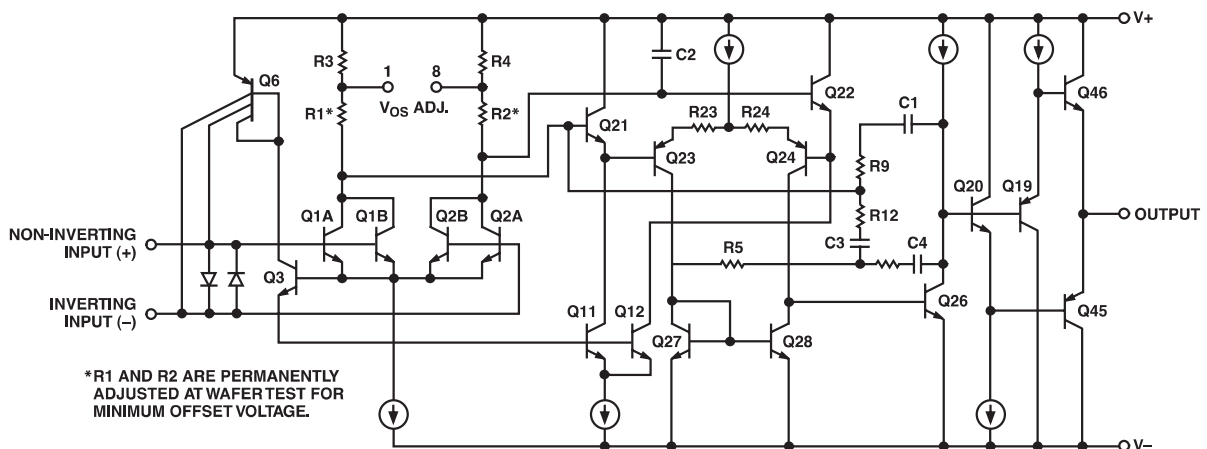 V+
Q6
R3
1
8
R4
C2
R1*
V_OS ADJ.
R2*
Q21
R23
R24
Q22
C1
Q46
Q23
Q24
R9
Q20
Q19
Q1A
Q1B
Q2B
Q2A
R12
NON-INVERTING
INPUT (+)
OUTPUT
C3
C4
R5
Q3
INVERTING
INPUT (–)
Q11
Q12
Q27
Q28
Q26
Q45
*R1 AND R2 ARE PERMANENTLY
ADJUSTED AT WAFER TEST FOR
MINIMUM OFFSET VOLTAGE.
V–